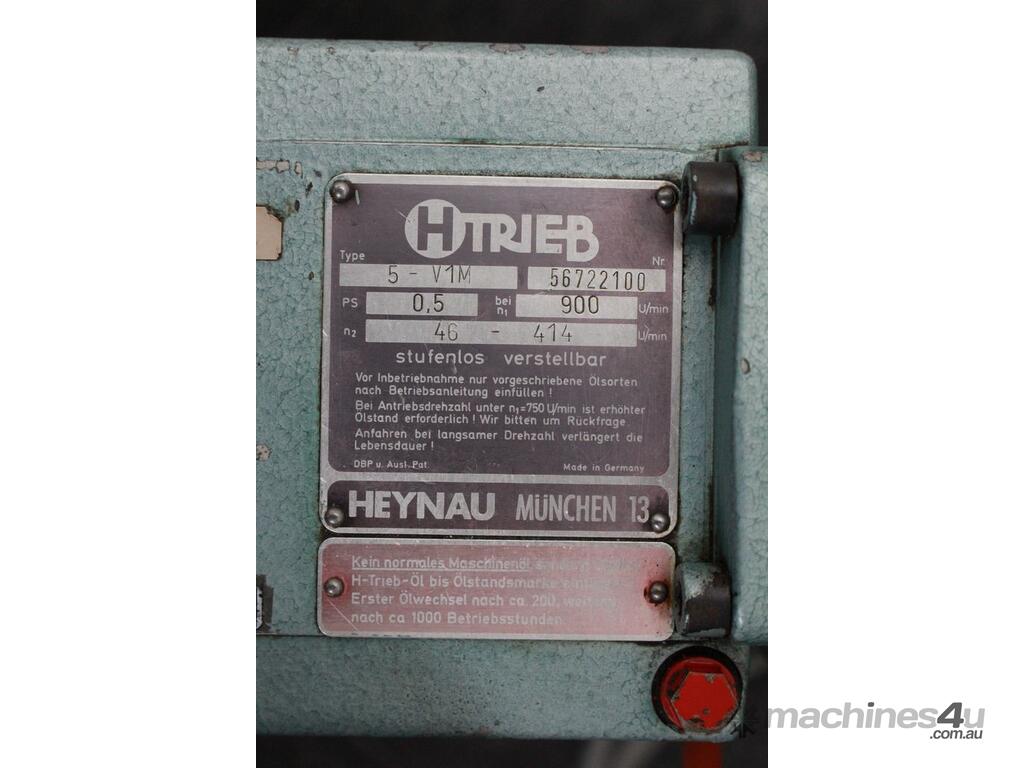 HTRIEB
Type Nr.
5 - V1M 56722100
PS 0,5 bei n1 900 U/min
n2 46 - 414 U/min
stufenlos verstellbar
Vor Inbetriebnahme nur vorgeschriebene Ölsorten
nach Betriebsanleitung einfüllen !
Bei Antriebsdrehzahl unter n1=750 U/min ist erhöhter
Ölstand erforderlich ! Wir bitten um Rückfrage.
Anfahren bei langsamer Drehzahl verlängert die
Lebensdauer !
DBP u. Ausl. Pat. Made in Germany
HEYNAU MÜNCHEN 13
Kein normales Maschinenöl,
H-Trieb-Öl bis Ölstandsmarke
Erster Ölwechsel nach ca. 200,
nach ca 1000 Betriebsstunden
machines4u
.com.au